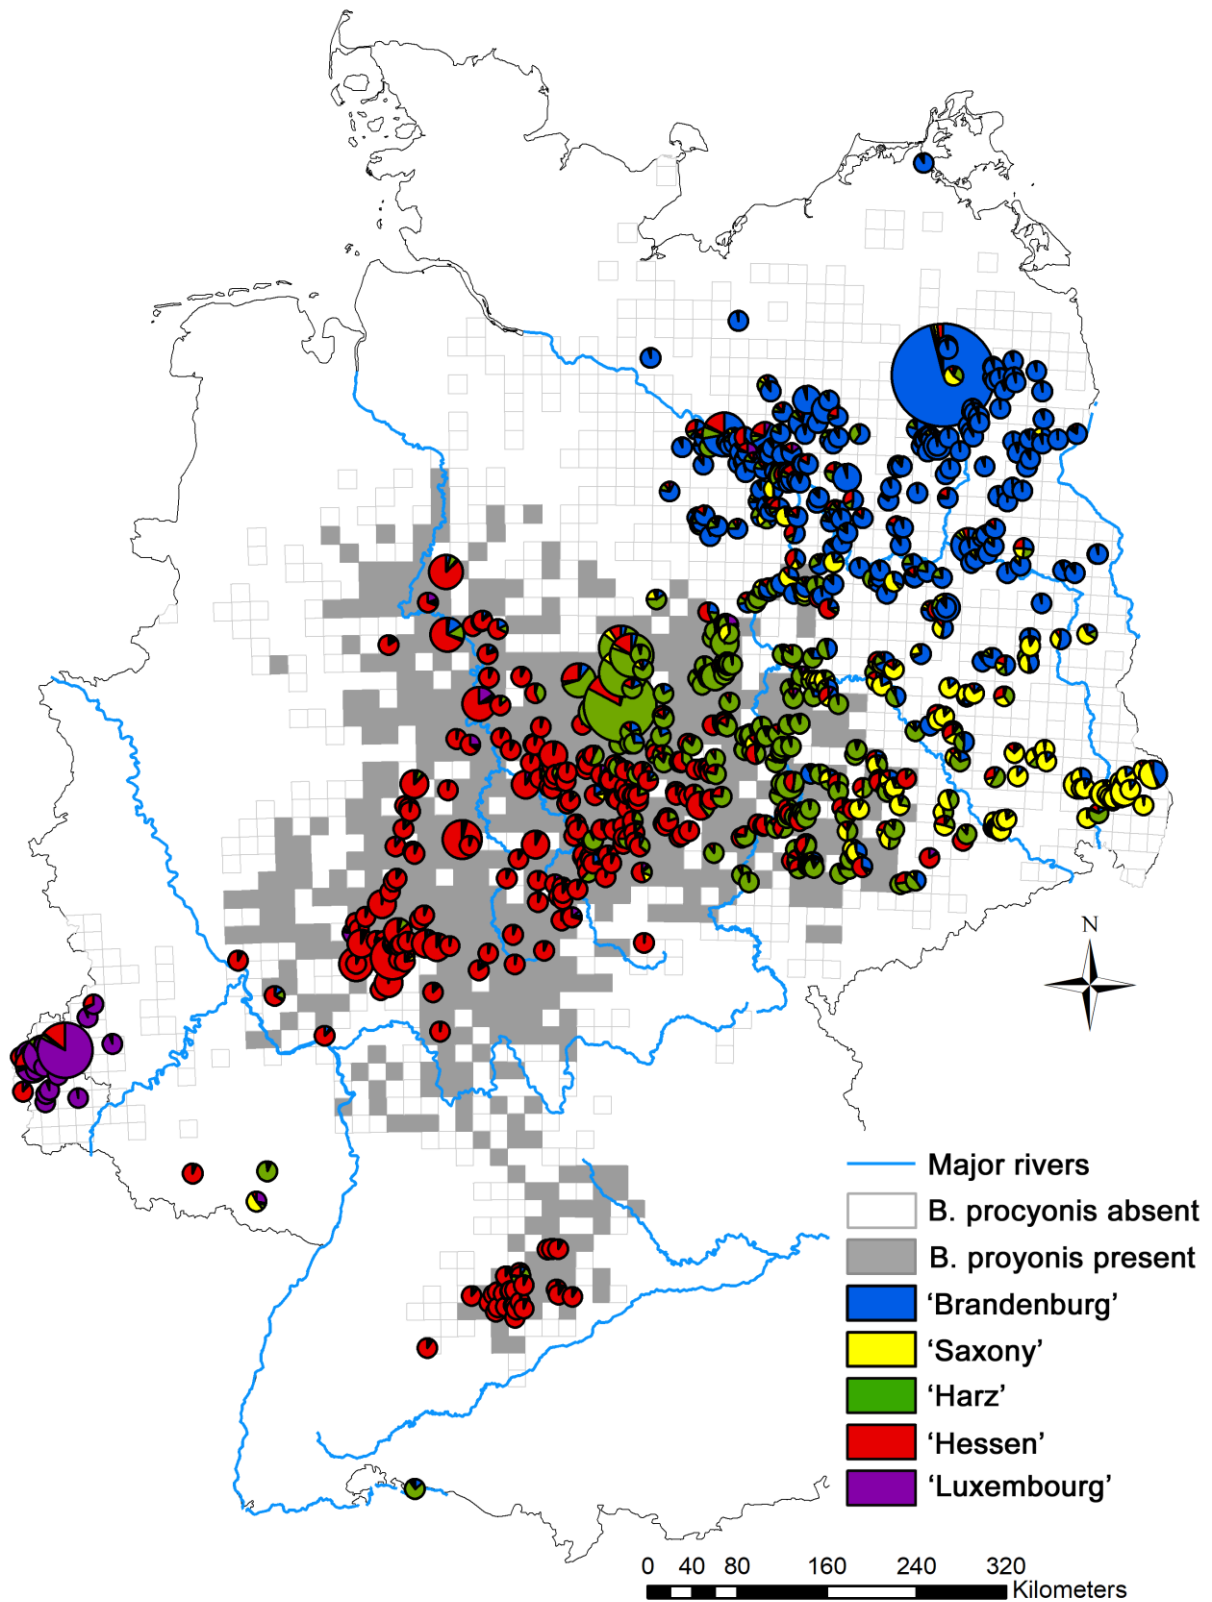 N
Major rivers
B. procyonis absent
B. proyonis present
‘Brandenburg’
‘Saxony’
‘Harz’
‘Hessen’
‘Luxembourg’
0 40 80 160 240 320
Kilometers